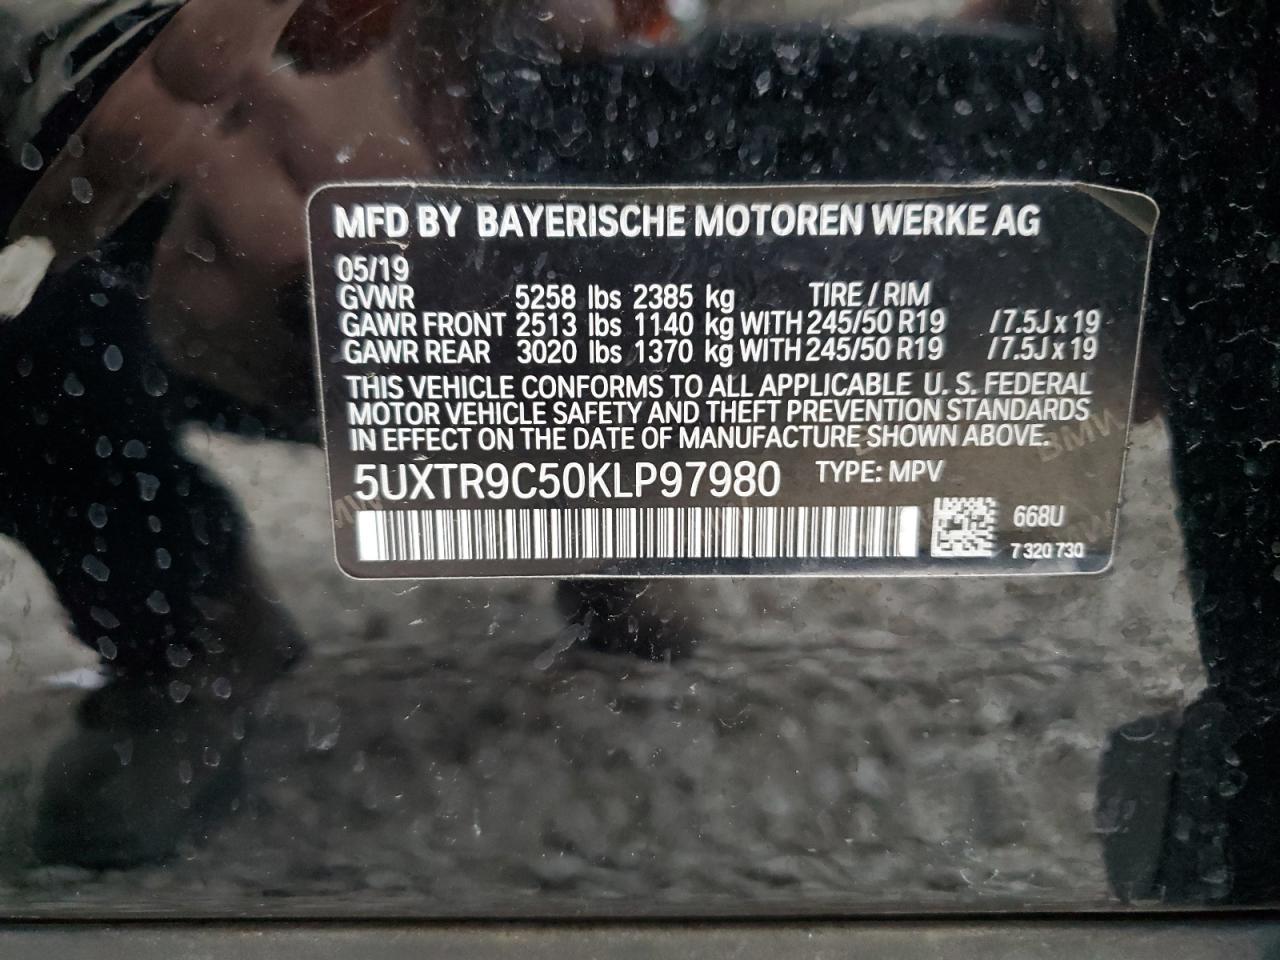 MFD BY BAYERISCHE MOTOREN WERKE AG
05/19
GVWR 5258 lbs 2385 kg TIRE / RIM
GAWR FRONT 2513 lbs 1140 kg WITH 245/50 R19 / 7.5J x 19
GAWR REAR 3020 lbs 1370 kg WITH 245/50 R19 / 7.5J x 19
THIS VEHICLE CONFORMS TO ALL APPLICABLE U. S. FEDERAL
MOTOR VEHICLE SAFETY AND THEFT PREVENTION STANDARDS
IN EFFECT ON THE DATE OF MANUFACTURE SHOWN ABOVE.
5UXTR9C50KLP97980 TYPE: MPV
668U
7 320 730